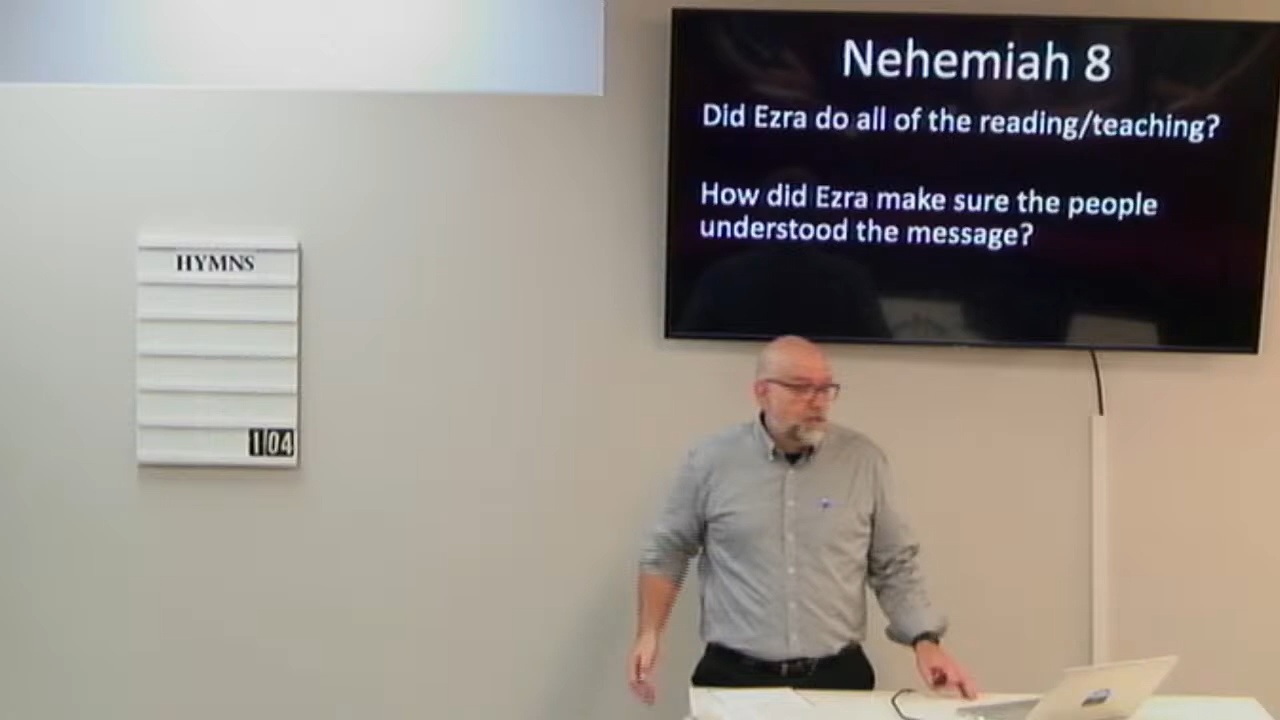 Nehemiah 8
Did Ezra do all of the reading/teaching?
How did Ezra make sure the people
understood the message?
HYMNS
104